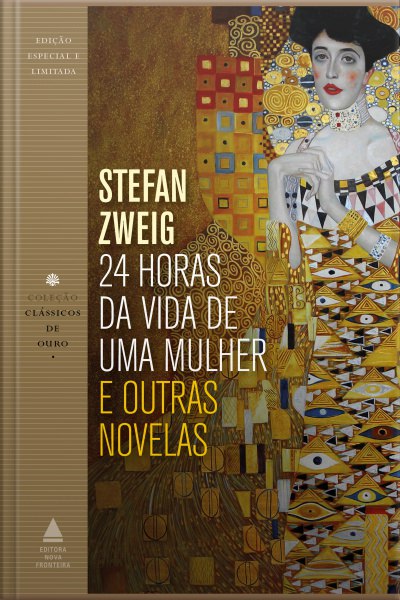 EDIÇÃO
ESPECIAL E
LIMITADA
STEFAN
ZWEIG
24 HORAS
DA VIDA DE
UMA MULHER
E OUTRAS
NOVELAS
COLEÇÃO
CLÁSSICOS
DE
OURO
EDITORA
NOVA
FRONTEIRA